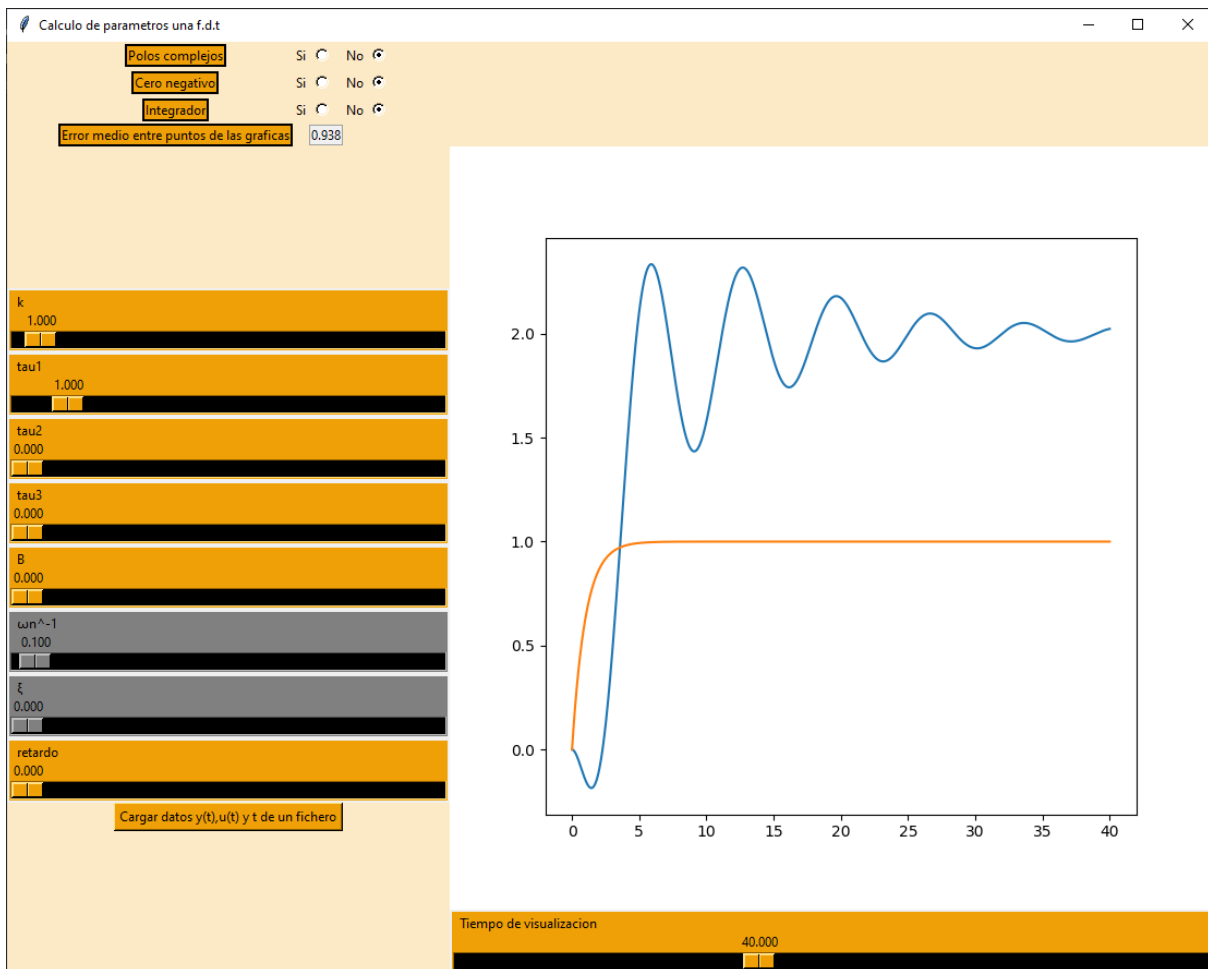 Calculo de parametros una f.d.t
Polos complejos Si No
Cero negativo Si No
Integrador Si No
Error medio entre puntos de las graficas 0.938
k
1.000
tau1
1.000
tau2
0.000
tau3
0.000
B
0.000
ωn^-1
0.100
ξ
0.000
retardo
0.000
Cargar datos y(t),u(t) y t de un fichero
2.0
1.5
1.0
0.5
0.0
0 5 10 15 20 25 30 35 40
Tiempo de visualizacion
40.000